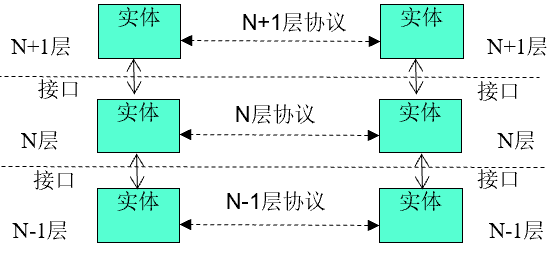 实体 N+1层协议 实体
N+1层 N+1层
接口 接口
实体 N层协议 实体
N层 N层
接口 接口
实体 N-1层协议 实体
N-1层 N-1层